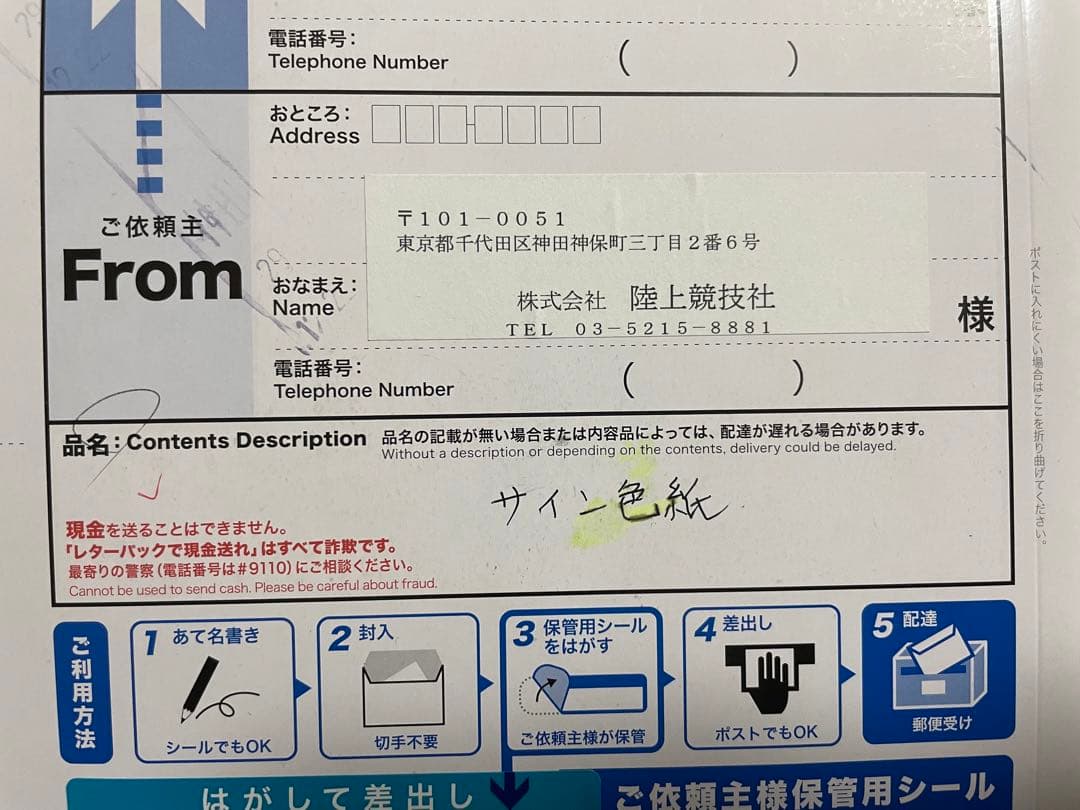 電話番号：
Telephone Number ( )
おところ：
Address
ご依頼主
From
〒１０１－００５１
東京都千代田区神田神保町三丁目２番６号
おなまえ：
Name
株式会社 陸上競技社
ＴＥＬ ０３－５２１５－８８８１
様
電話番号：
Telephone Number ( )
品名：Contents Description
品名の記載が無い場合または内容品によっては、配達が遅れる場合があります。
Without a description or depending on the contents, delivery could be delayed.
サイン色紙
現金を送ることはできません。
「レターパックで現金送れ」はすべて詐欺です。
最寄りの警察（電話番号は＃9110）にご相談ください。
Cannot be used to send cash. Please be careful about fraud.
ポストに入れにくい場合はここを折り曲げてください。
ご利用方法
1 あて名書き
シールでもOK
2 封入
切手不要
3 保管用シール
をはがす
ご依頼主様が保管
4 差出し
ポストでもOK
5 配達
郵便受け
はがして差出し
ご依頼主様保管用シール